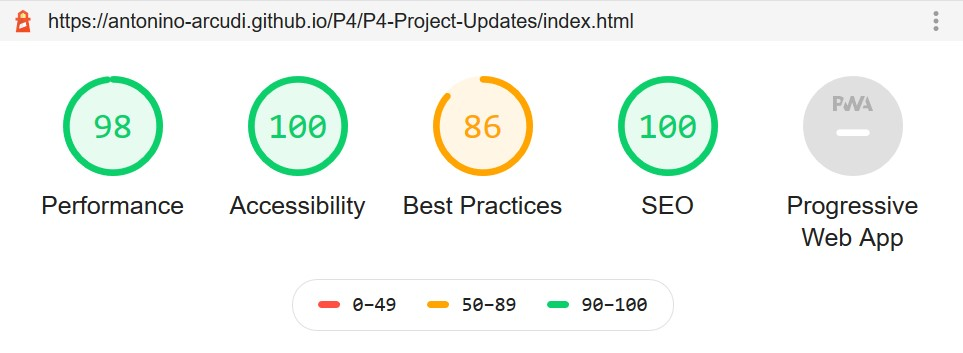 https://antonino-arcudi.github.io/P4/P4-Project-Updates/index.html
98 100 86 100 PWA
Performance Accessibility Best Practices SEO Progressive
Web App
0–49 50–89 90–100